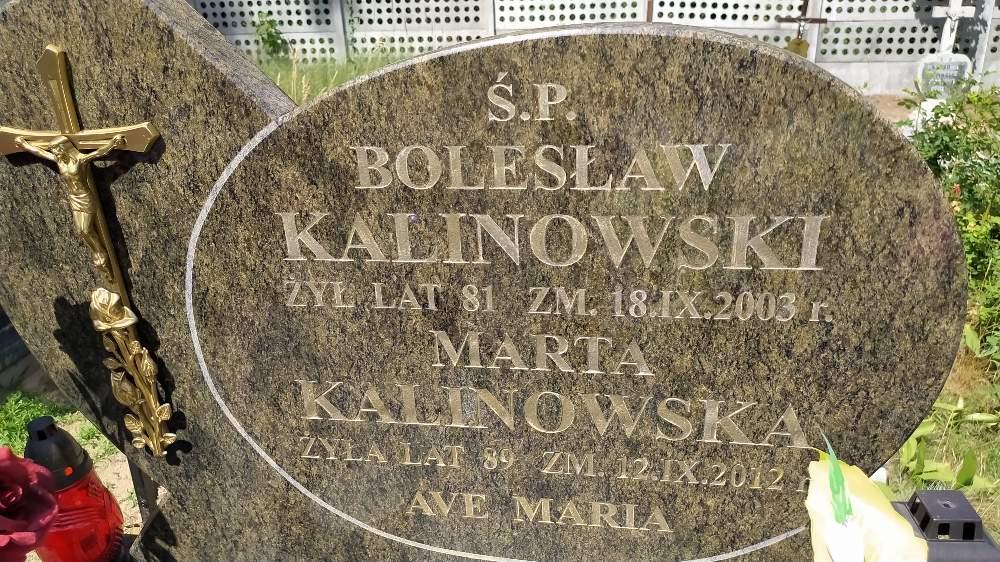 Ś.P.
BOLESŁAW
KALINOWSKI
ŻYŁ LAT 81 ZM. 18.IX.2003 r.
MARTA
KALINOWSKA
ŻYŁA LAT 89 ZM. 12.IX.2012 r
AVE MARIA